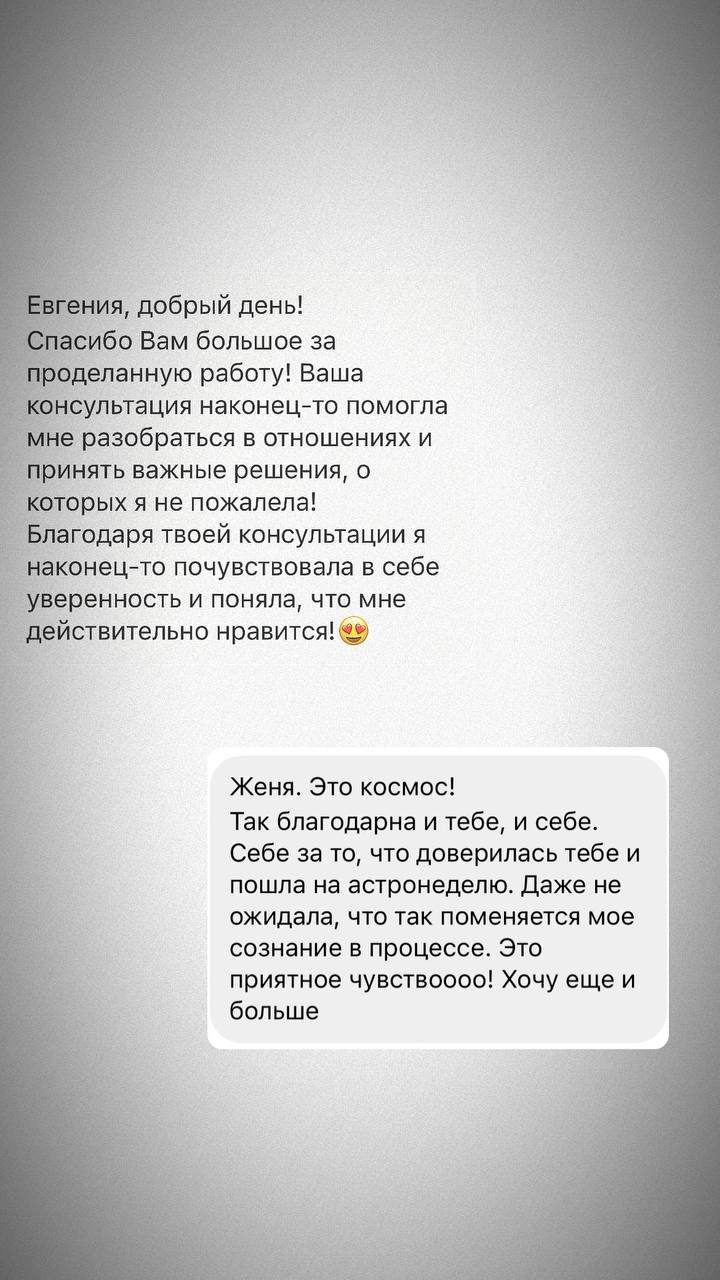 Евгения, добрый день!
Спасибо Вам большое за
проделанную работу! Ваша
консультация наконец-то помогла
мне разобраться в отношениях и
принять важные решения, о
которых я не пожалела!
Благодаря твоей консультации я
наконец-то почувствовала в себе
уверенность и поняла, что мне
действительно нравится!😍
Женя. Это космос!
Так благодарна и тебе, и себе.
Себе за то, что доверилась тебе и
пошла на астронеделю. Даже не
ожидала, что так поменяется мое
сознание в процессе. Это
приятное чувствоооо! Хочу еще и
больше